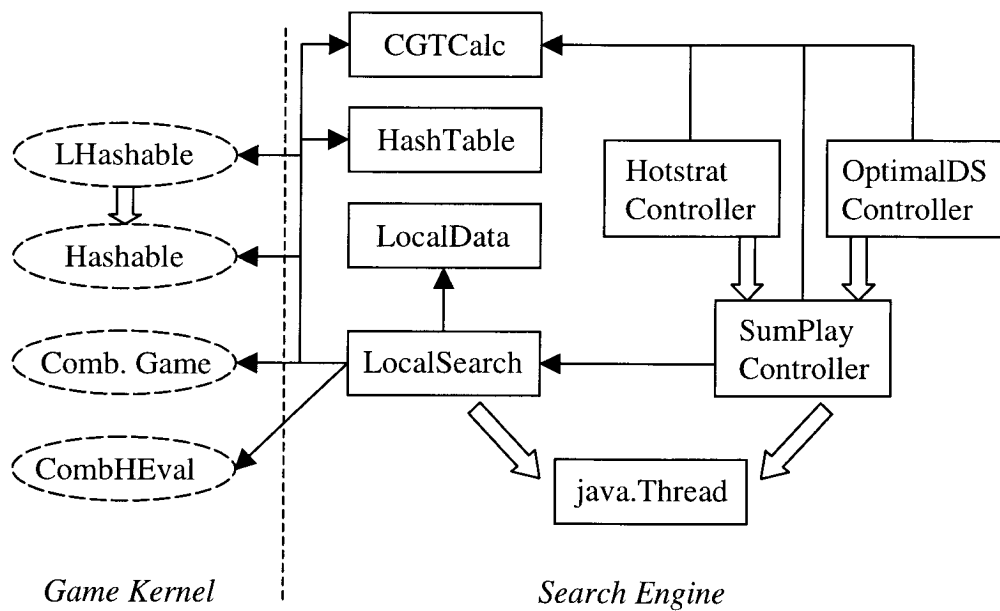 CGTCalc
HashTable
LHashable
Hotstrat
Controller
OptimalDS
Controller
LocalData
Hashable
SumPlay
Controller
Comb. Game
LocalSearch
CombHEval
java.Thread
Game Kernel
Search Engine